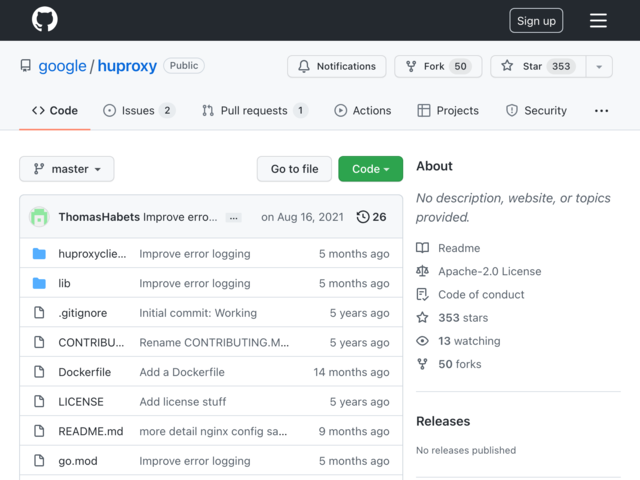 Sign up
google / huproxy Public
Notifications
Fork 50
Star 353
Code
Issues 2
Pull requests 1
Actions
Projects
Security
master
Go to file
Code
ThomasHabets Improve erro... ... on Aug 16, 2021 26
huproxyclie... Improve error logging 5 months ago
lib Improve error logging 5 months ago
.gitignore Initial commit: Working 5 years ago
CONTRIBU... Rename CONTRIBUTING.M... 5 years ago
Dockerfile Add a Dockerfile 14 months ago
LICENSE Add license stuff 5 years ago
README.md more detail nginx config sa... 9 months ago
go.mod Improve error logging 5 months ago
About
No description, website, or topics
provided.
Readme
Apache-2.0 License
Code of conduct
353 stars
13 watching
50 forks
Releases
No releases published